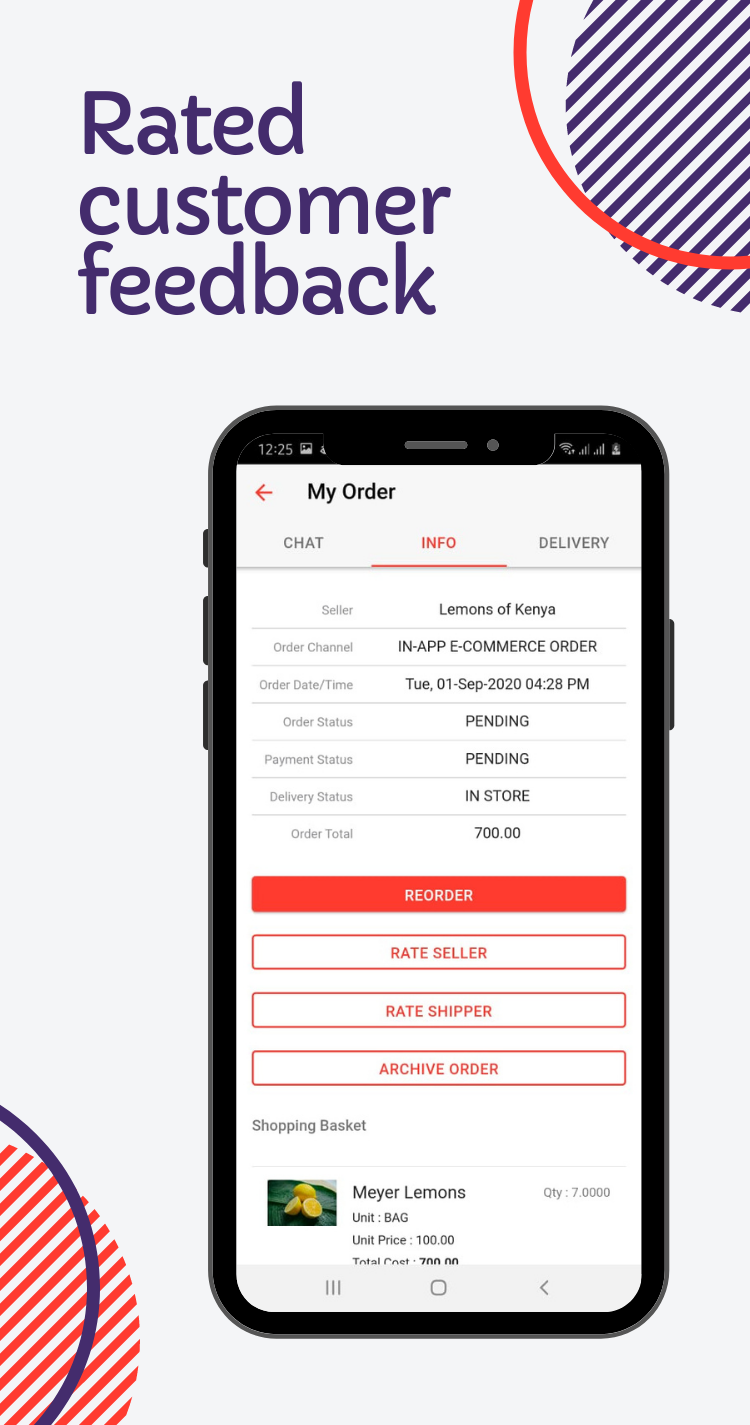 Rated
customer
feedback
12:25
My Order
CHAT INFO DELIVERY
Seller Lemons of Kenya
Order Channel IN-APP E-COMMERCE ORDER
Order Date/Time Tue, 01-Sep-2020 04:28 PM
Order Status PENDING
Payment Status PENDING
Delivery Status IN STORE
Order Total 700.00
REORDER
RATE SELLER
RATE SHIPPER
ARCHIVE ORDER
Shopping Basket
Meyer Lemons Qty : 7.0000
Unit : BAG
Unit Price : 100.00
Total Cost : 700.00